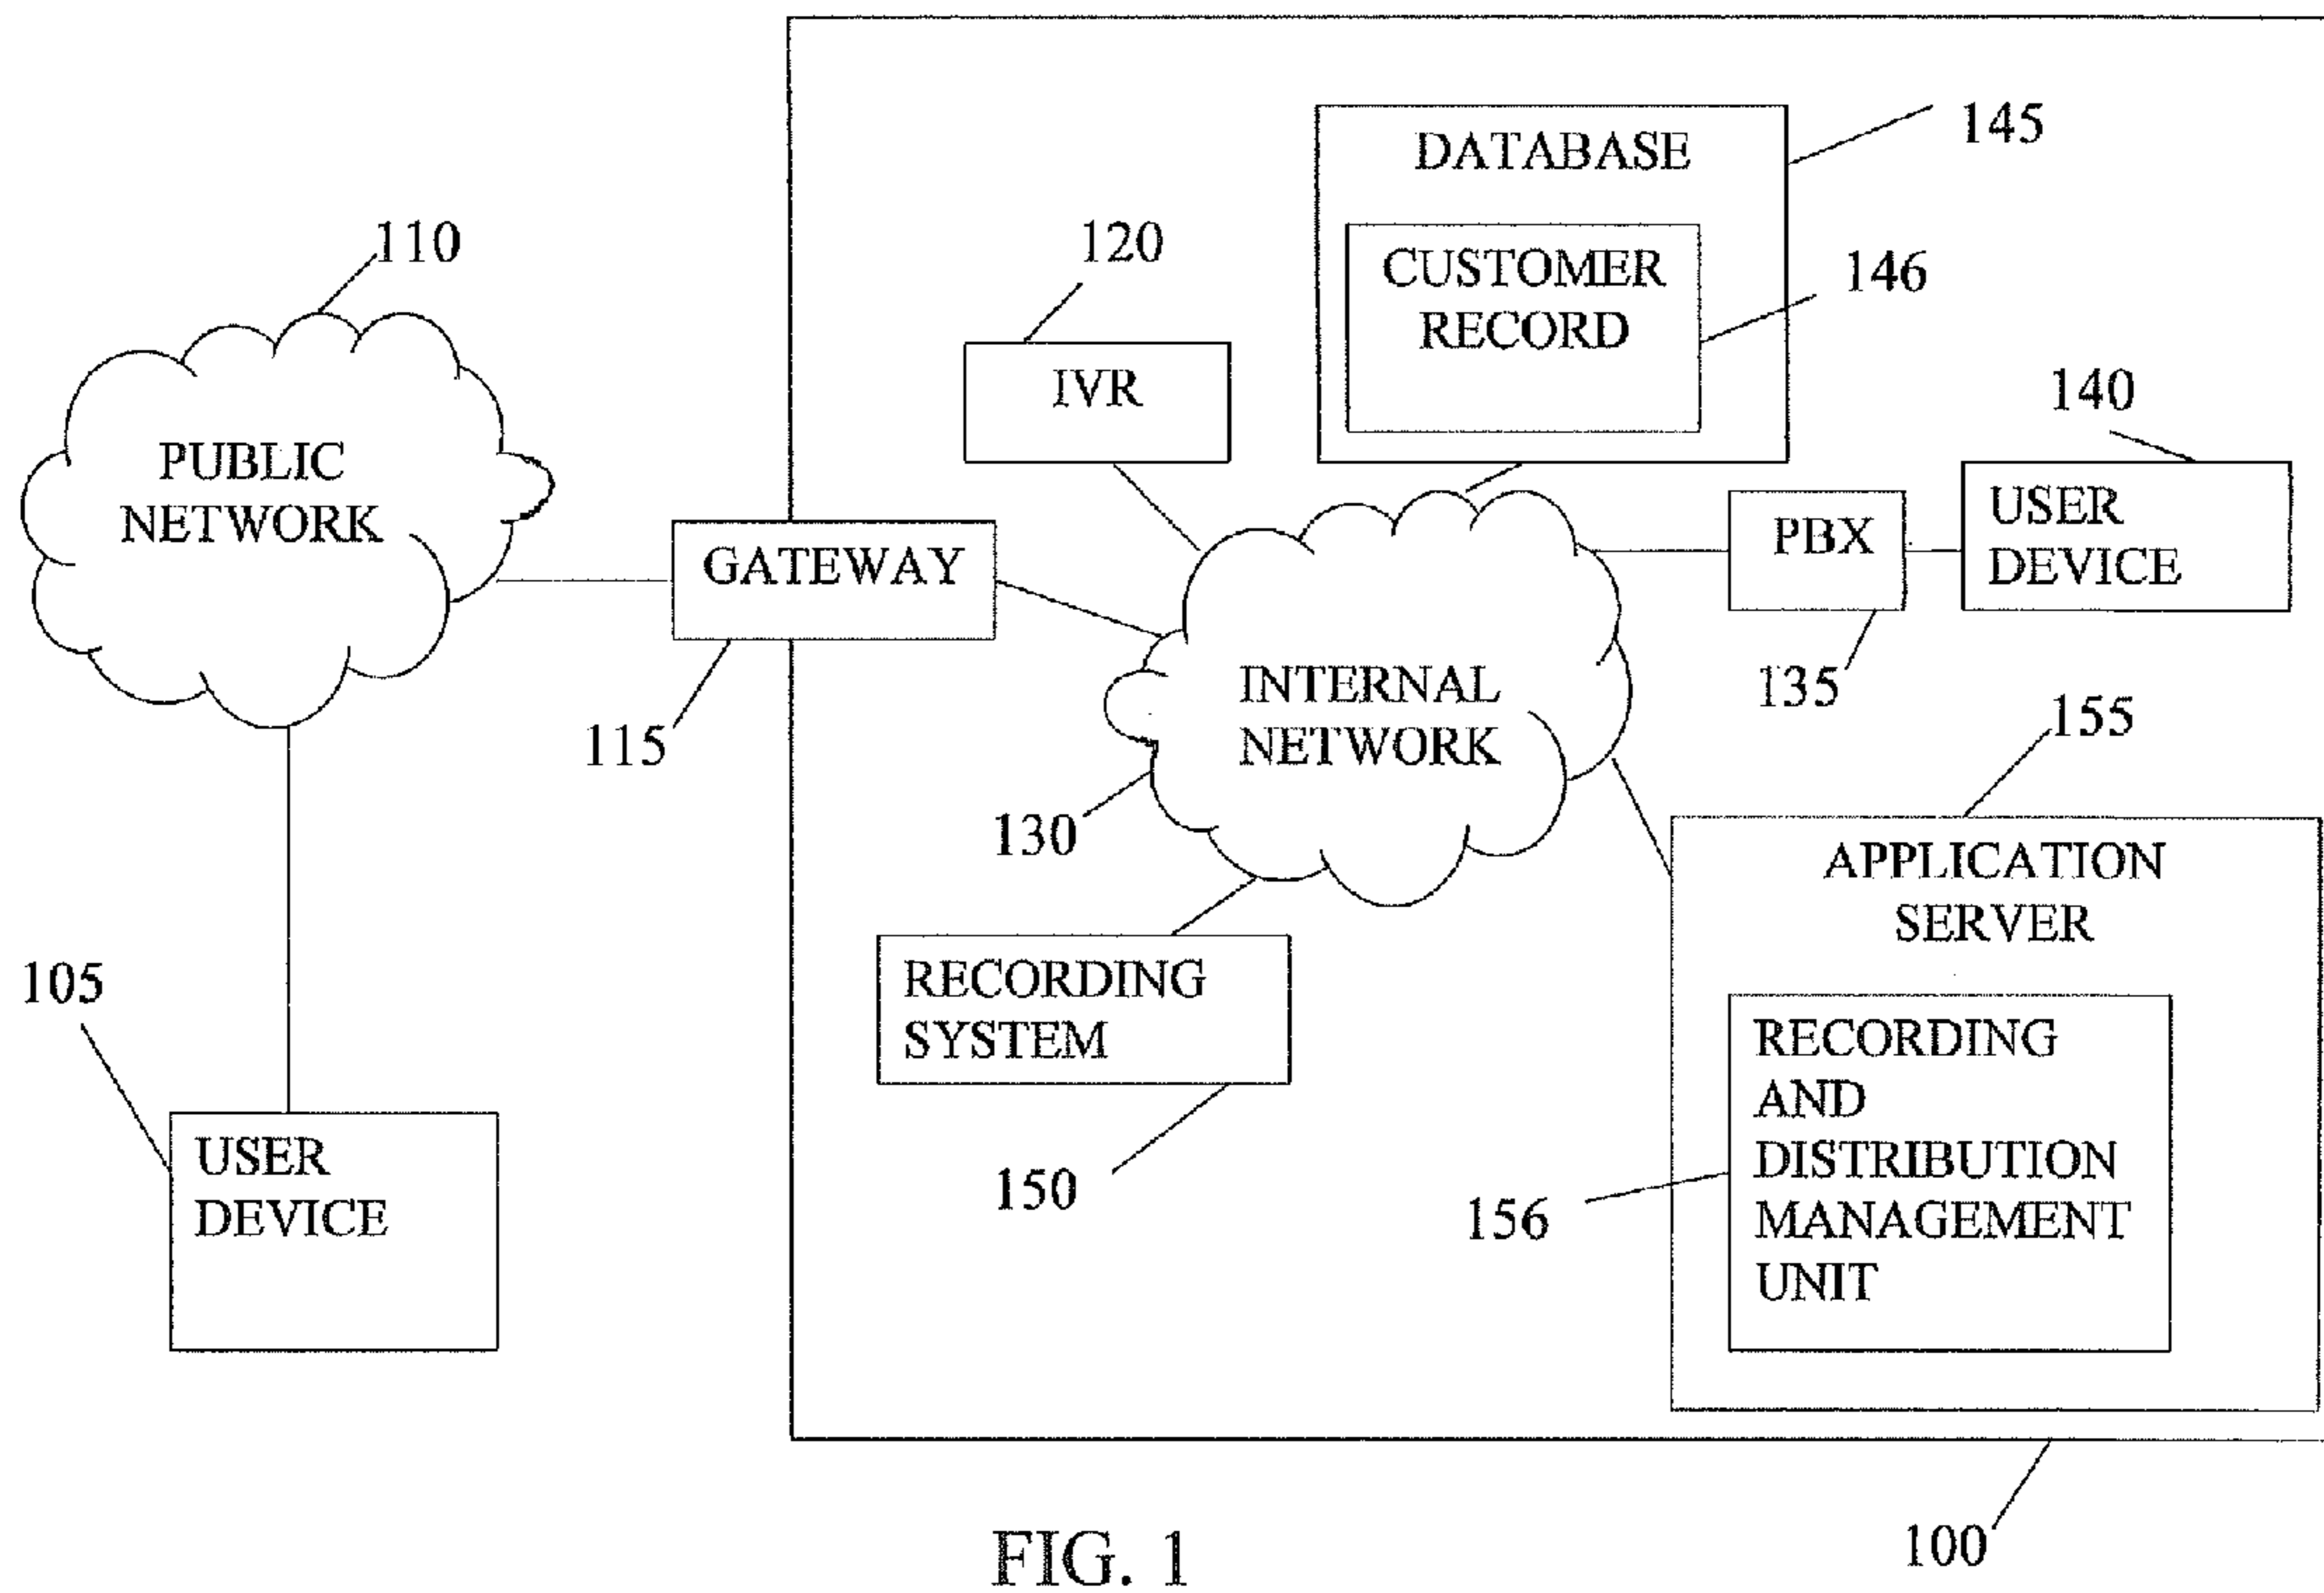 145
DATABASE
110
120
CUSTOMER
RECORD
146
IVR
140
PUBLIC
NETWORK
USER
DEVICE
PBX
GATEWAY
135
INTERNAL
NETWORK
155
115
130
APPLICATION
SERVER
105
RECORDING
SYSTEM
RECORDING
AND
DISTRIBUTION
MANAGEMENT
UNIT
USER
DEVICE
150
156
100
FIG. 1